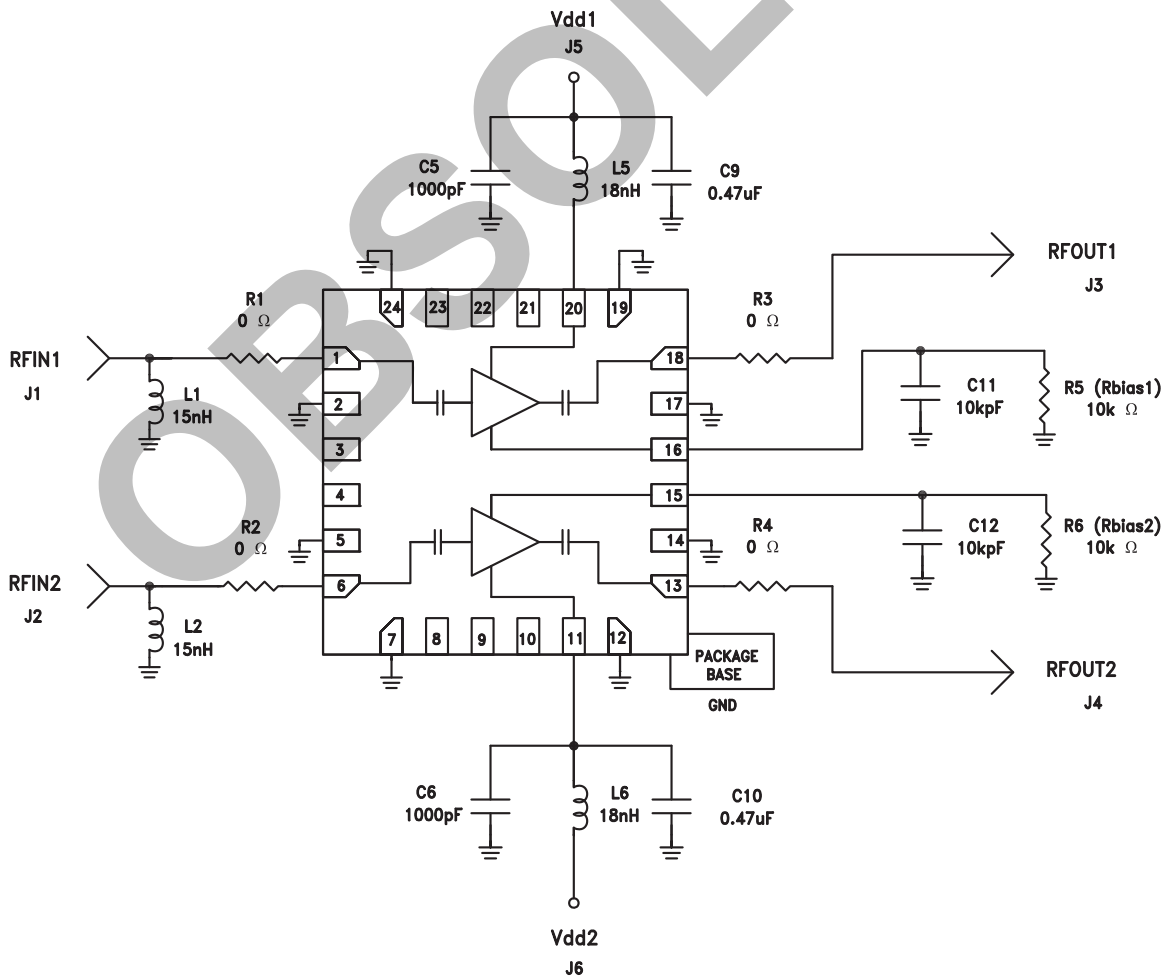 Vdd1
J5
C5
1000pF
L5
18nH
C9
0.47uF
RFOUT1
J3
24
23
22
21
20
19
R1
0 Ω
R3
0 Ω
RFIN1
J1
L1
15nH
1
18
2
17
3
16
4
15
5
14
6
13
C11
10kpF
R5 (Rbias1)
10k Ω
C12
10kpF
R6 (Rbias2)
10k Ω
R2
0 Ω
R4
0 Ω
RFIN2
J2
L2
15nH
7
8
9
10
11
12
PACKAGE
BASE
GND
RFOUT2
J4
C6
1000pF
L6
18nH
C10
0.47uF
Vdd2
J6
OBSOL